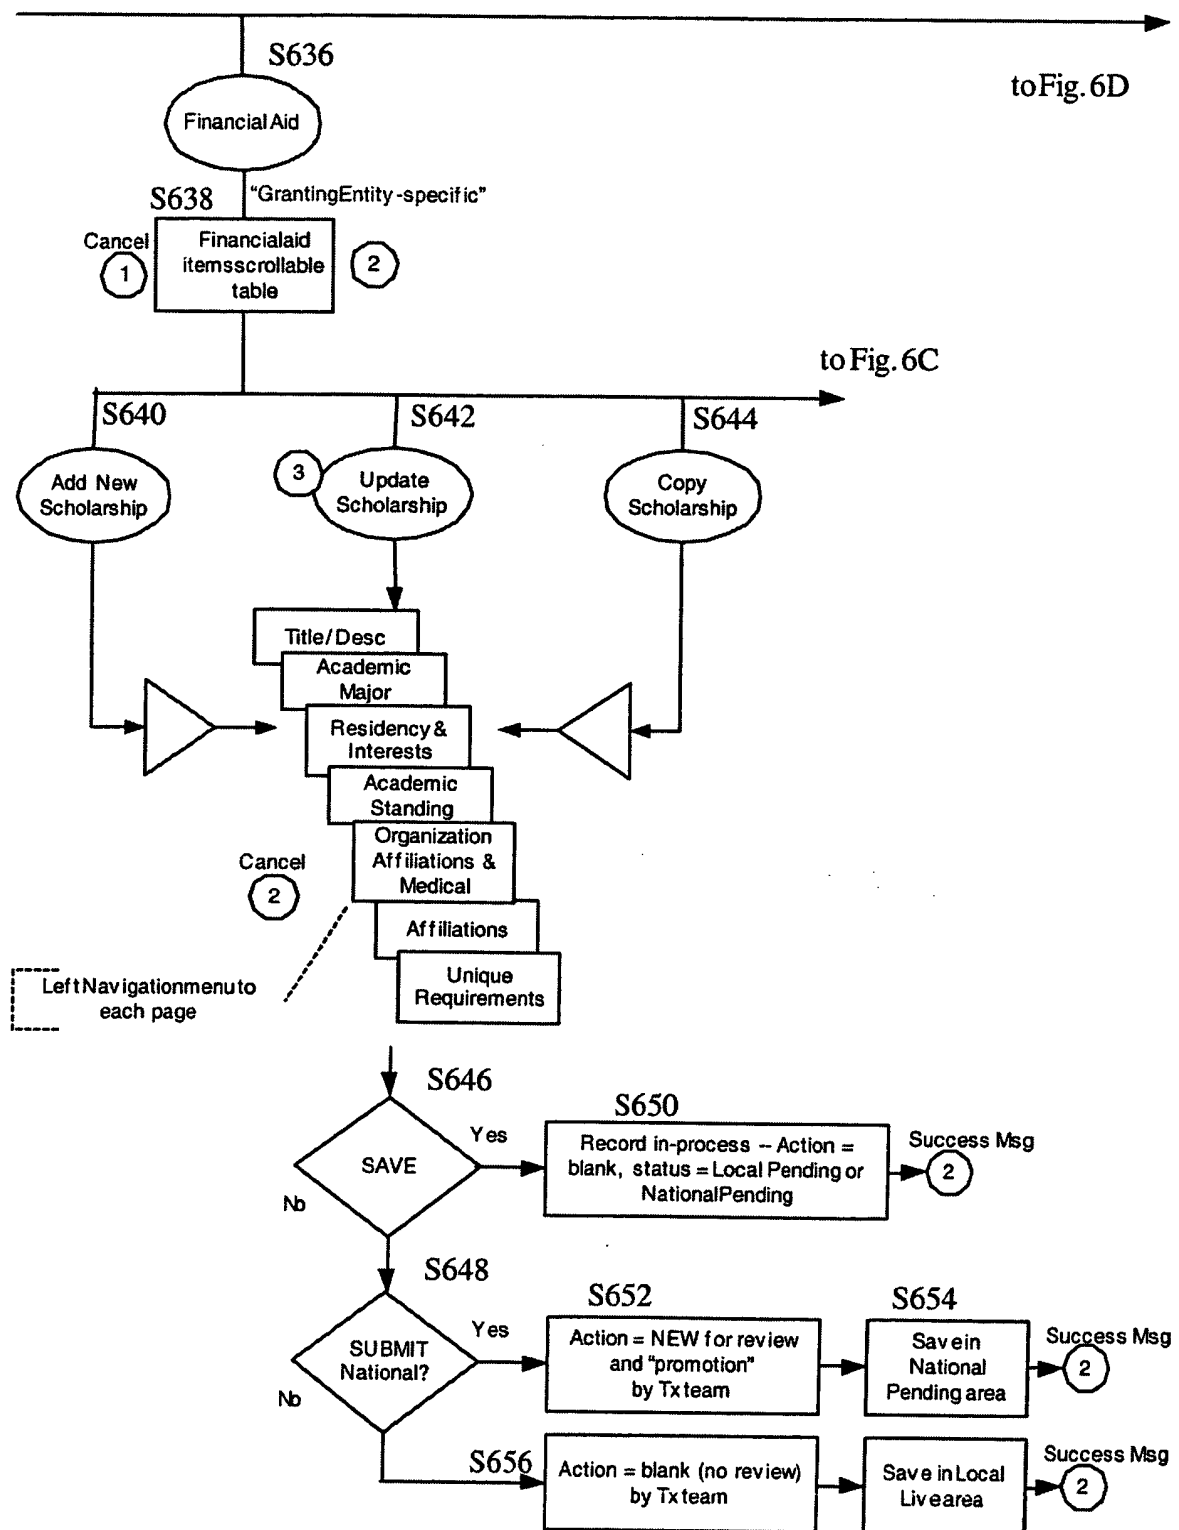 S636
to Fig. 6D
Financial Aid
S638
"GrantingEntity-specific"
Cancel
1
Financialaid
itemsscrollable
table
2
to Fig. 6C
S640
S642
S644
Add New
Scholarship
3
Update
Scholarship
Copy
Scholarship
Title/Desc
Academic
Major
Residency &
Interests
Academic
Standing
Organization
Affiliations &
Medical
Cancel
2
Affiliations
Unique
Requirements
LeftNavigationmenuto
each page
S646
SAVE
Yes
No
S650
Record in-process -- Action =
blank, status = Local Pending or
NationalPending
Success Msg
2
S648
SUBMIT
National?
Yes
No
S652
Action = NEW for review
and "promotion"
by Tx team
S654
Savein
National
Pending area
Success Msg
2
S656
Action = blank (no review)
by Tx team
Save in Local
Livearea
Success Msg
2